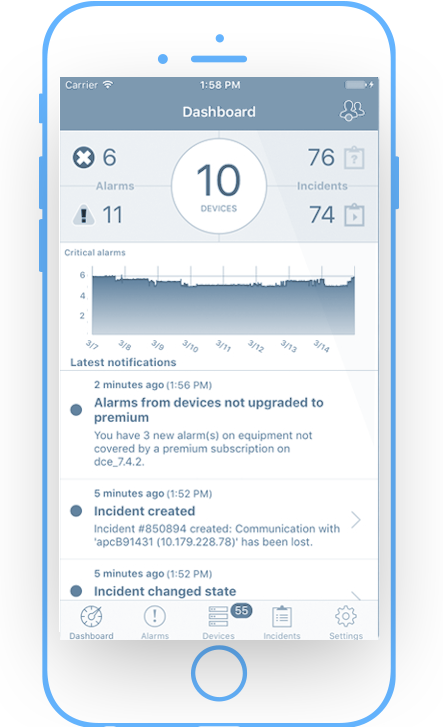 Carrier 1:58 PM
Dashboard
6 76 ?
10
Alarms Incidents
DEVICES
11 74
Critical alarms
6
4
2
3/7 3/8 3/9 3/10 3/11 3/12 3/13 3/14
Latest notifications
2 minutes ago (1:56 PM)
Alarms from devices not upgraded to
premium
You have 3 new alarm(s) on equipment not
covered by a premium subscription on
dce_7.4.2.
5 minutes ago (1:52 PM)
Incident created
Incident #850894 created: Communication with
'apcB91431 (10.179.228.78)' has been lost.
5 minutes ago (1:52 PM)
Incident changed state
55
Dashboard Alarms Devices Incidents Settings